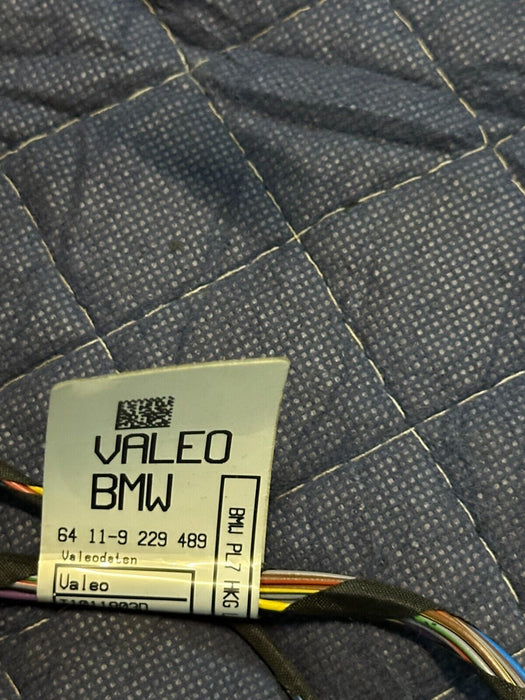 VALEO
BMW
64 11-9 229 489
Valeodaten
Valeo
BMW PL7 HKG